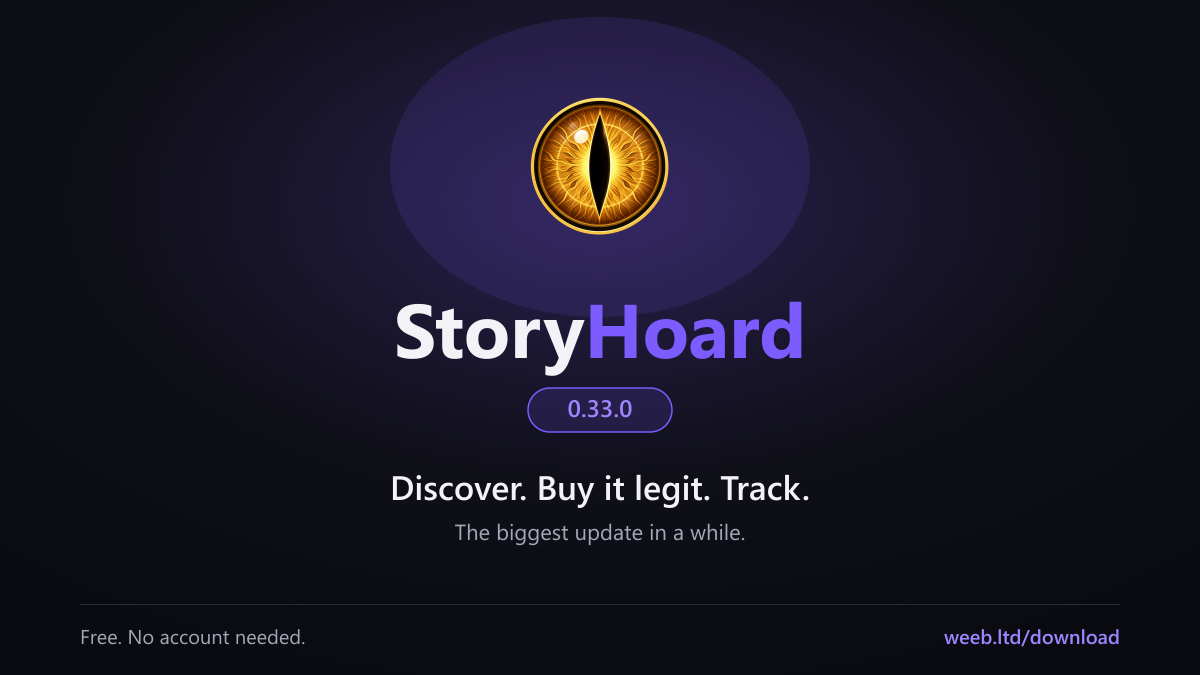 StoryHoard
0.33.0
Discover. Buy it legit. Track.
The biggest update in a while.
Free. No account needed.
weeb.ltd/download